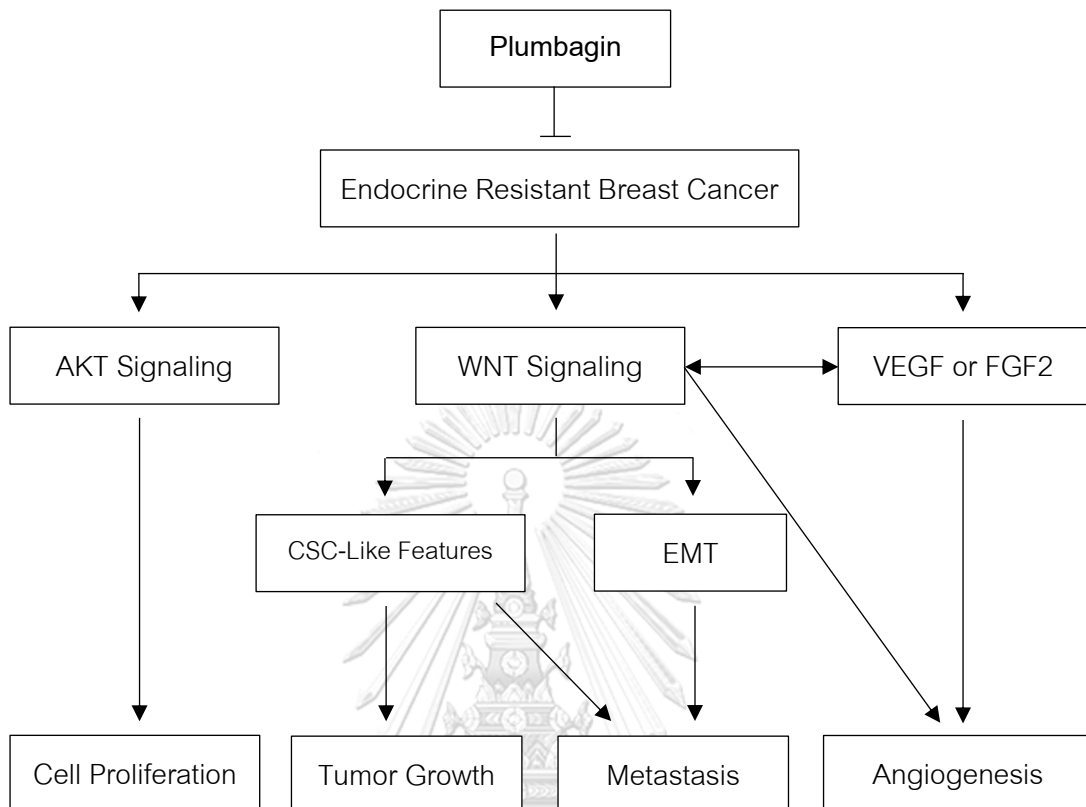 Plumbagin
Endocrine Resistant Breast Cancer
AKT Signaling
WNT Signaling
VEGF or FGF2
CSC-Like Features
EMT
Cell Proliferation
Tumor Growth
Metastasis
Angiogenesis